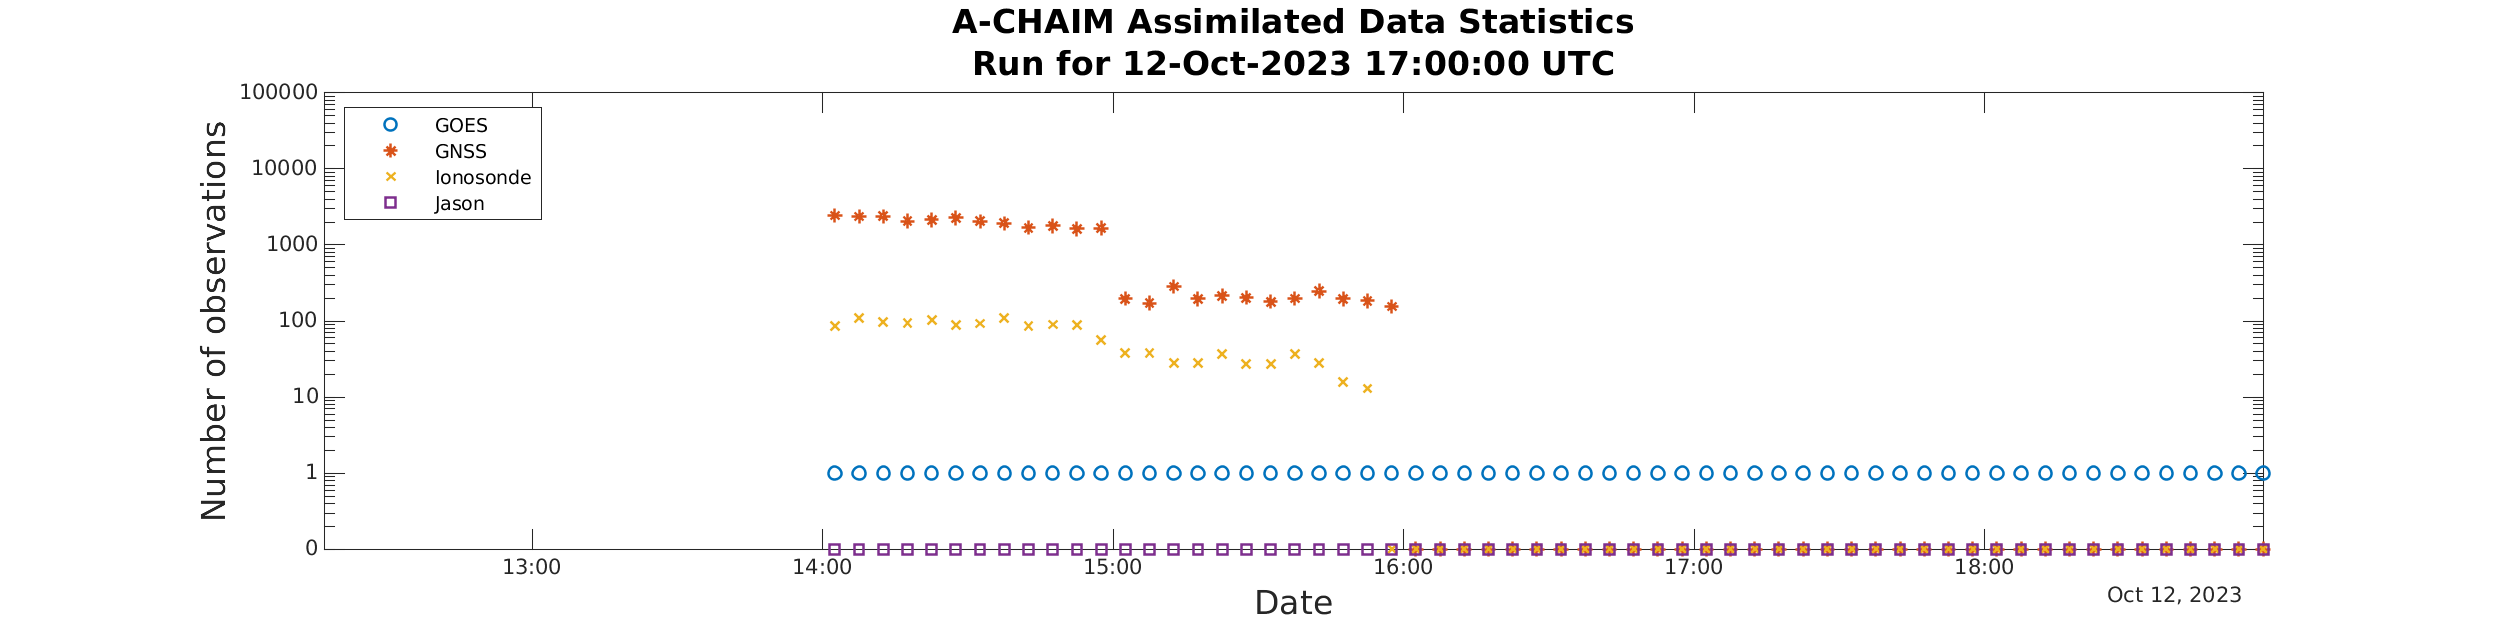 A-CHAIM Assimilated Data Statistics
Run for 12-Oct-2023 17:00:00 UTC
Number of observations
100000
10000
1000
100
10
1
0
GOES
GNSS
Ionosonde
Jason
13:00
14:00
15:00
16:00
17:00
18:00
Date
Oct 12, 2023